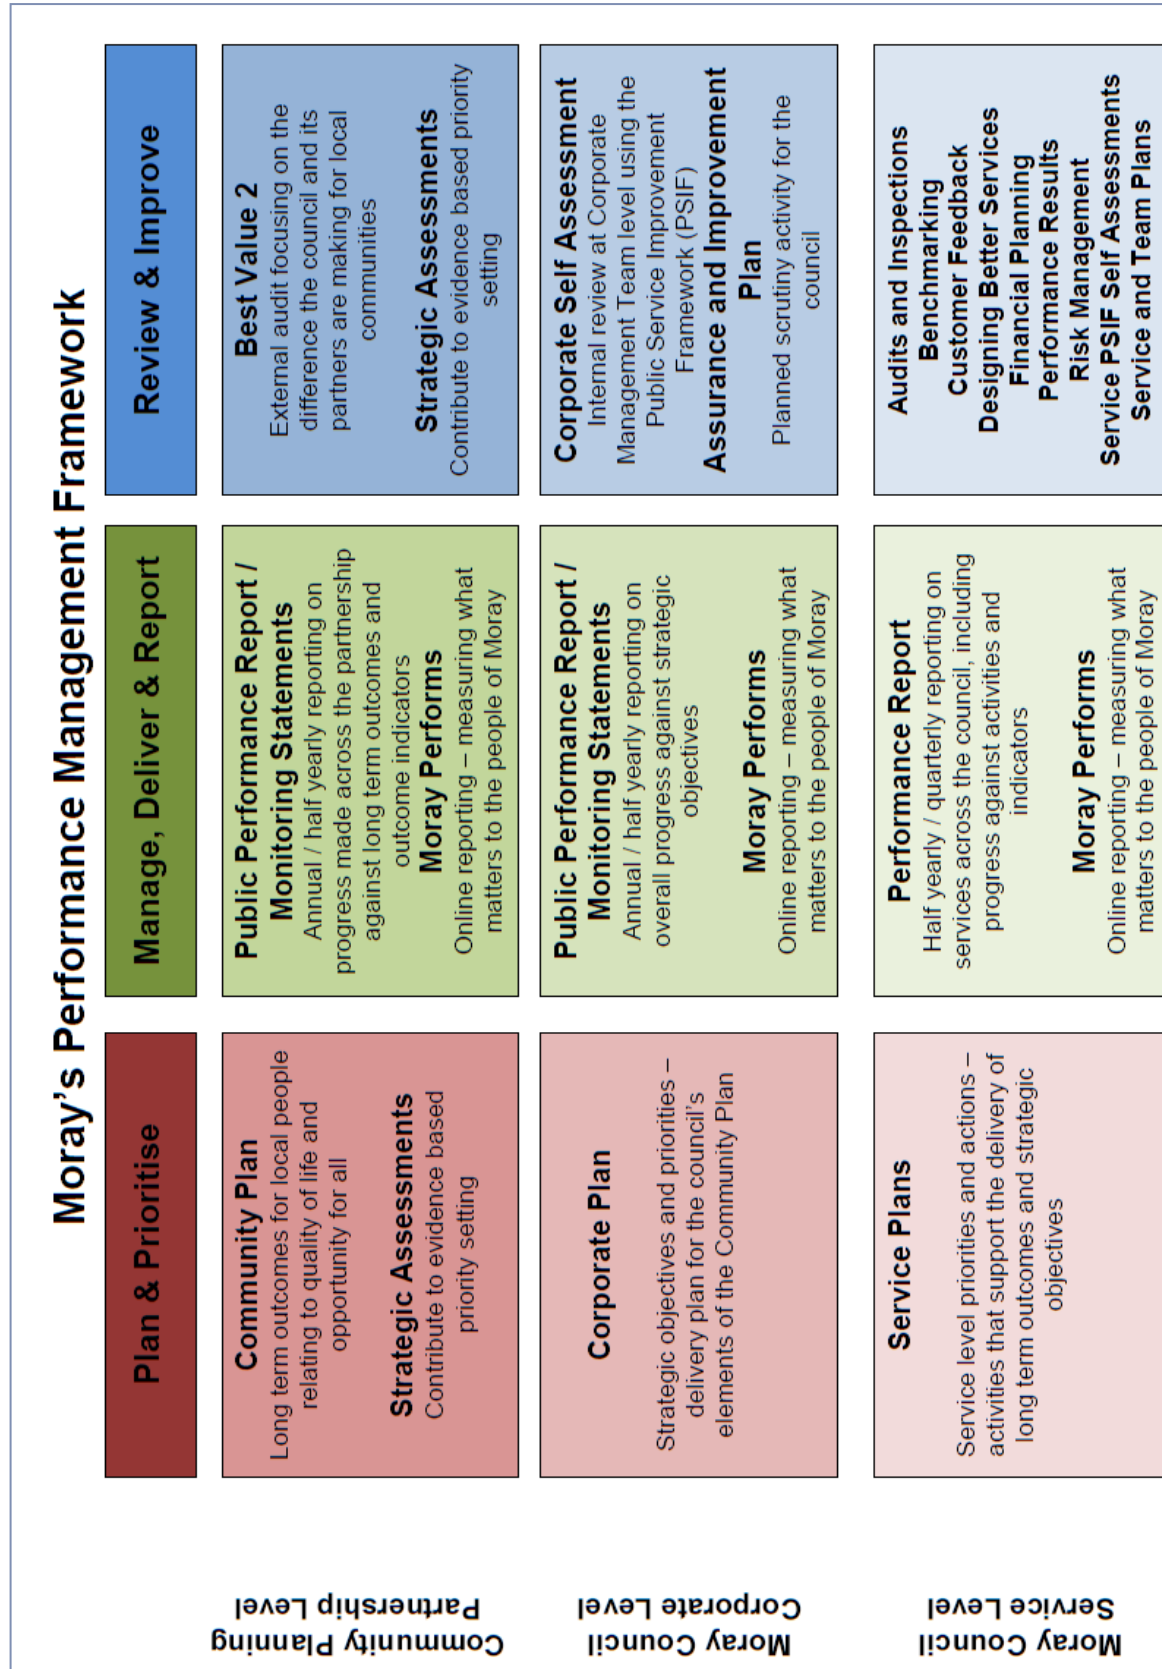 Moray's Performance Management Framework
Plan & Prioritise
Manage, Deliver & Report
Review & Improve
Community Planning
Partnership Level
Community Plan
Long term outcomes for local people
relating to quality of life and
opportunity for all
Strategic Assessments
Contribute to evidence based
priority setting
Public Performance Report /
Monitoring Statements
Annual / half yearly reporting on
progress made across the partnership
against long term outcomes and
outcome indicators
Moray Performs
Online reporting – measuring what
matters to the people of Moray
Best Value 2
External audit focusing on the
difference the council and its
partners are making for local
communities
Strategic Assessments
Contribute to evidence based priority
setting
Moray Council
Corporate Level
Corporate Plan
Strategic objectives and priorities –
delivery plan for the council's
elements of the Community Plan
Public Performance Report /
Monitoring Statements
Annual / half yearly reporting on
overall progress against strategic
objectives
Moray Performs
Online reporting – measuring what
matters to the people of Moray
Corporate Self Assessment
Internal review at Corporate
Management Team level using the
Public Service Improvement
Framework (PSIF)
Assurance and Improvement
Plan
Planned scrutiny activity for the
council
Moray Council
Service Level
Service Plans
Service level priorities and actions –
activities that support the delivery of
long term outcomes and strategic
objectives
Performance Report
Half yearly / quarterly reporting on
services across the council, including
progress against activities and
indicators
Moray Performs
Online reporting – measuring what
matters to the people of Moray
Audits and Inspections
Benchmarking
Customer Feedback
Designing Better Services
Financial Planning
Performance Results
Risk Management
Service PSIF Self Assessments
Service and Team Plans